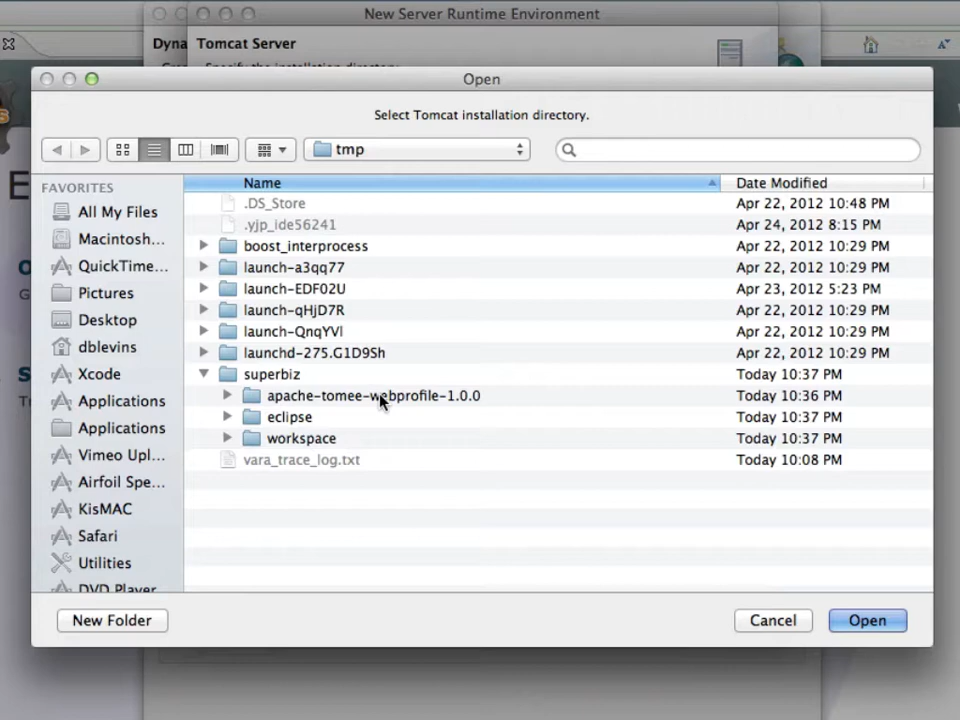 New Server Runtime Environment
Dyna
Tomcat Server
Open
Select Tomcat installation directory.
tmp
FAVORITES
All My Files
Macintosh...
QuickTime...
Pictures
Desktop
dblevins
Xcode
Applications
Applications
Vimeo Upl...
Airfoil Spe...
KisMAC
Safari
Utilities
DVD Player
Name Date Modified
.DS_Store Apr 22, 2012 10:48 PM
.yjp_ide56241 Apr 24, 2012 8:15 PM
boost_interprocess Apr 22, 2012 10:29 PM
launch-a3qq77 Apr 22, 2012 10:29 PM
launch-EDF02U Apr 23, 2012 5:23 PM
launch-qHjD7R Apr 22, 2012 10:29 PM
launch-QnqYVl Apr 22, 2012 10:29 PM
launchd-275.G1D9Sh Apr 22, 2012 10:29 PM
superbiz Today 10:37 PM
apache-tomee-webprofile-1.0.0 Today 10:36 PM
eclipse Today 10:37 PM
workspace Today 10:37 PM
vara_trace_log.txt Today 10:08 PM
New Folder Cancel Open